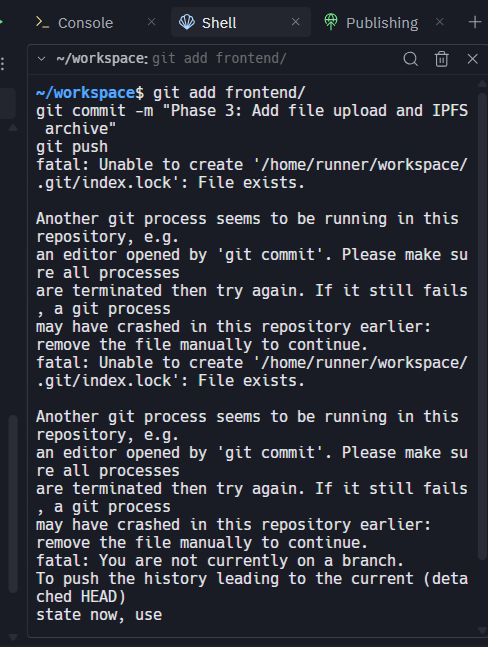 Console
Shell
Publishing
~/workspace: git add frontend/
~/workspace$ git add frontend/
git commit -m "Phase 3: Add file upload and IPFS
 archive"
git push
fatal: Unable to create '/home/runner/workspace/
.git/index.lock': File exists.

Another git process seems to be running in this
repository, e.g.
an editor opened by 'git commit'. Please make su
re all processes
are terminated then try again. If it still fails
, a git process
may have crashed in this repository earlier:
remove the file manually to continue.
fatal: Unable to create '/home/runner/workspace/
.git/index.lock': File exists.

Another git process seems to be running in this
repository, e.g.
an editor opened by 'git commit'. Please make su
re all processes
are terminated then try again. If it still fails
, a git process
may have crashed in this repository earlier:
remove the file manually to continue.
fatal: You are not currently on a branch.
To push the history leading to the current (deta
ched HEAD)
state now, use